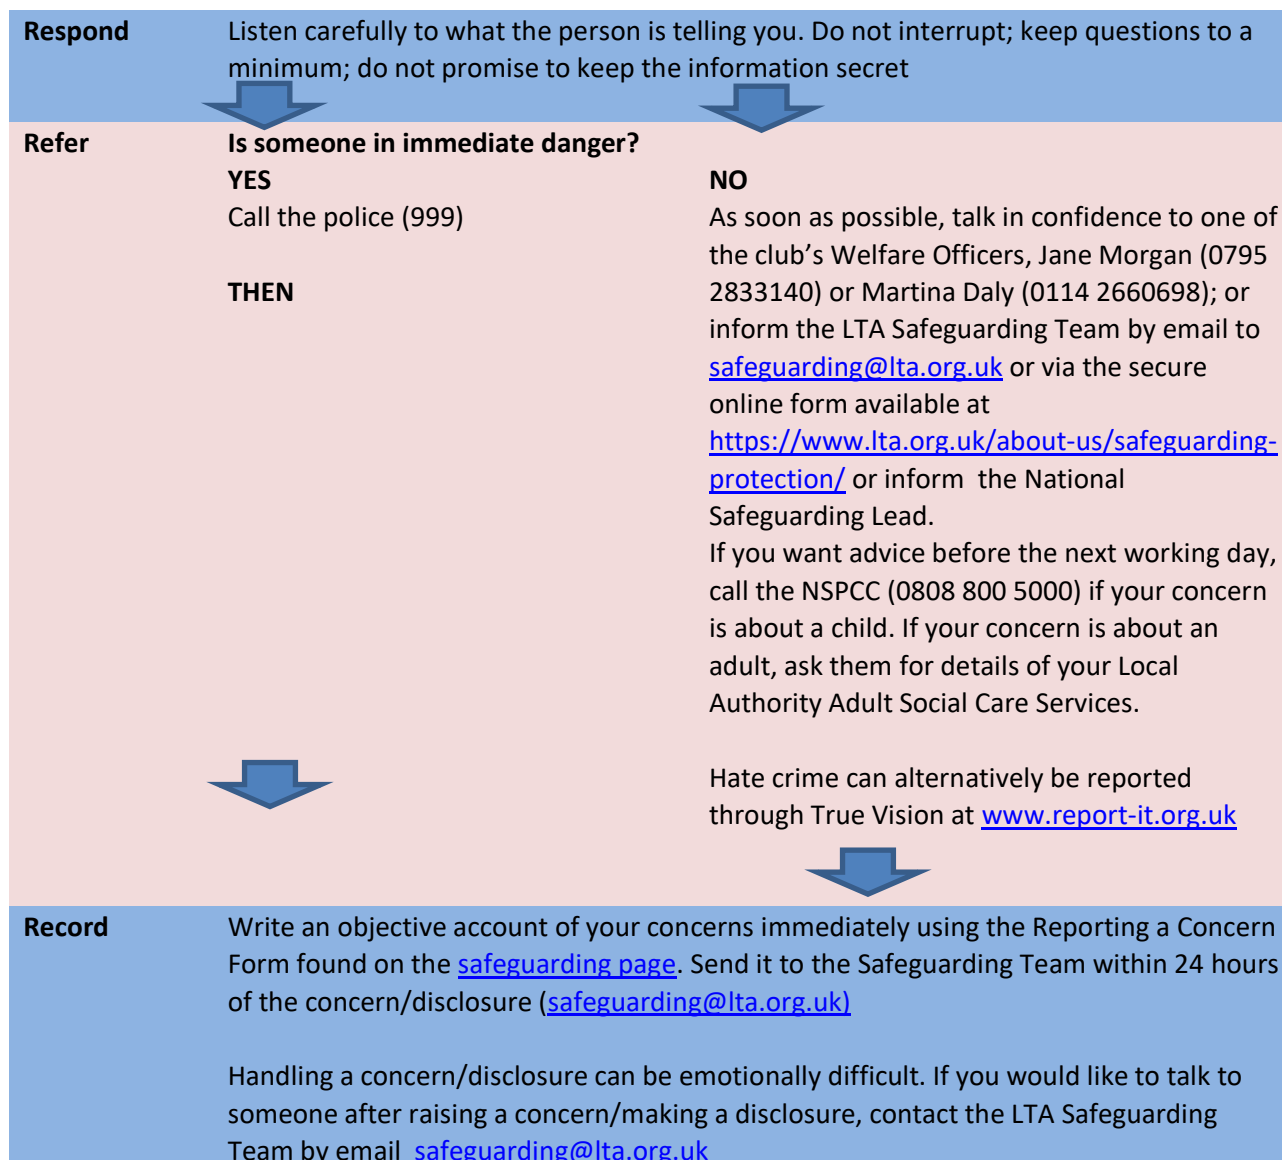 Respond
Listen carefully to what the person is telling you. Do not interrupt; keep questions to a
minimum; do not promise to keep the information secret
Refer
Is someone in immediate danger?
YES
Call the police (999)
THEN
NO
As soon as possible, talk in confidence to one of
the club’s Welfare Officers, Jane Morgan (0795
2833140) or Martina Daly (0114 2660698); or
inform the LTA Safeguarding Team by email to
safeguarding@lta.org.uk or via the secure
online form available at
https://www.lta.org.uk/about-us/safeguarding-
protection/ or inform  the National
Safeguarding Lead.
If you want advice before the next working day,
call the NSPCC (0808 800 5000) if your concern
is about a child. If your concern is about an
adult, ask them for details of your Local
Authority Adult Social Care Services.
Hate crime can alternatively be reported
through True Vision at www.report-it.org.uk
Record
Write an objective account of your concerns immediately using the Reporting a Concern
Form found on the safeguarding page. Send it to the Safeguarding Team within 24 hours
of the concern/disclosure (safeguarding@lta.org.uk)
Handling a concern/disclosure can be emotionally difficult. If you would like to talk to
someone after raising a concern/making a disclosure, contact the LTA Safeguarding
Team by email  safeguarding@lta.org.uk